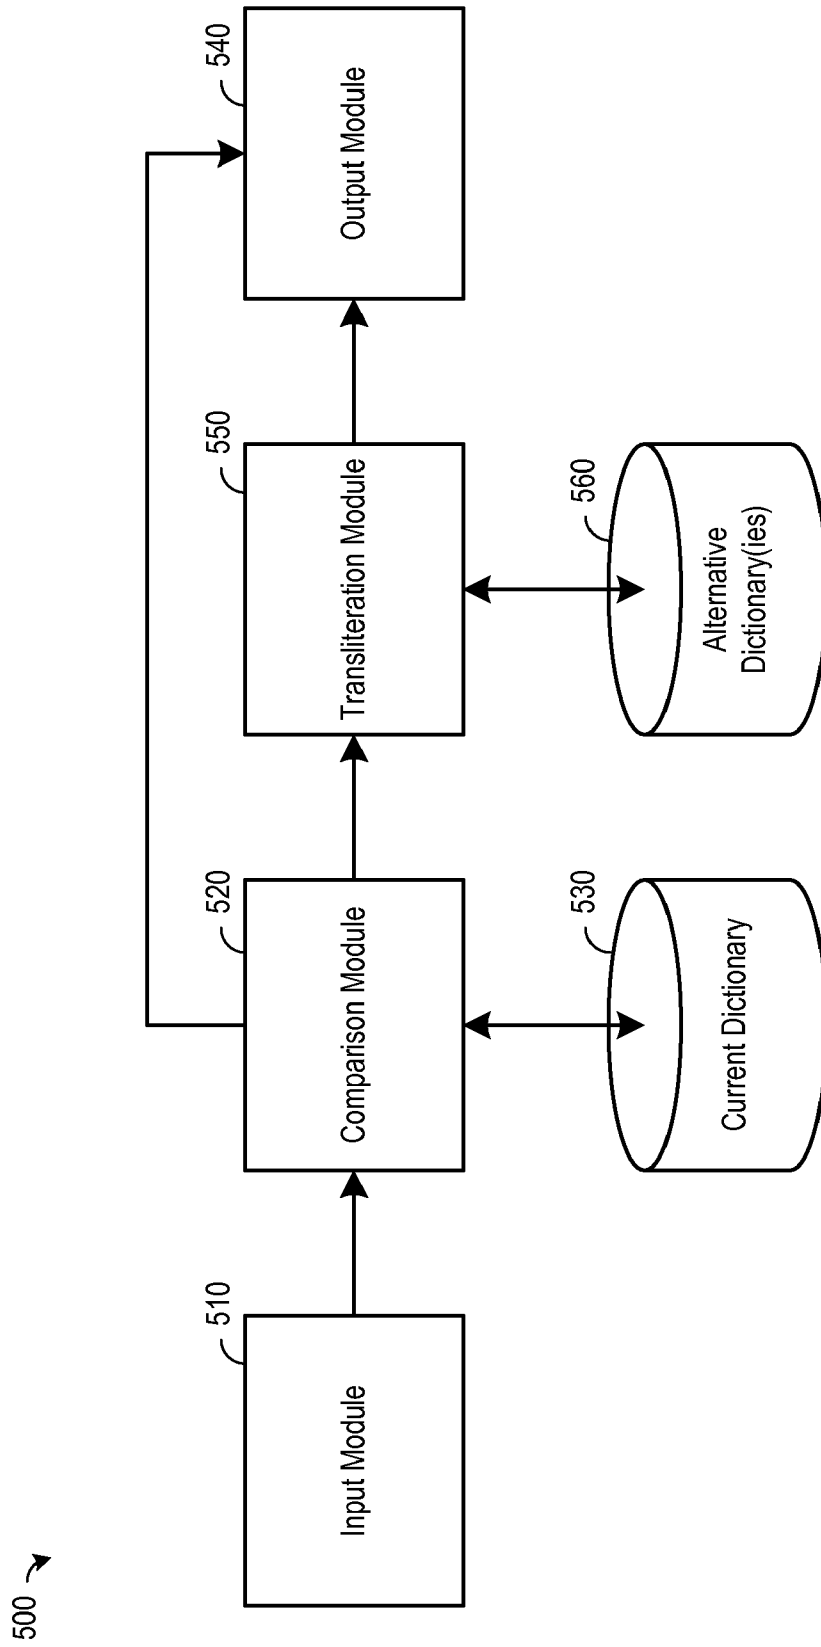 500
510
Input Module
520
Comparison Module
550
Transliteration Module
540
Output Module
530
Current Dictionary
560
Alternative
Dictionary(ies)